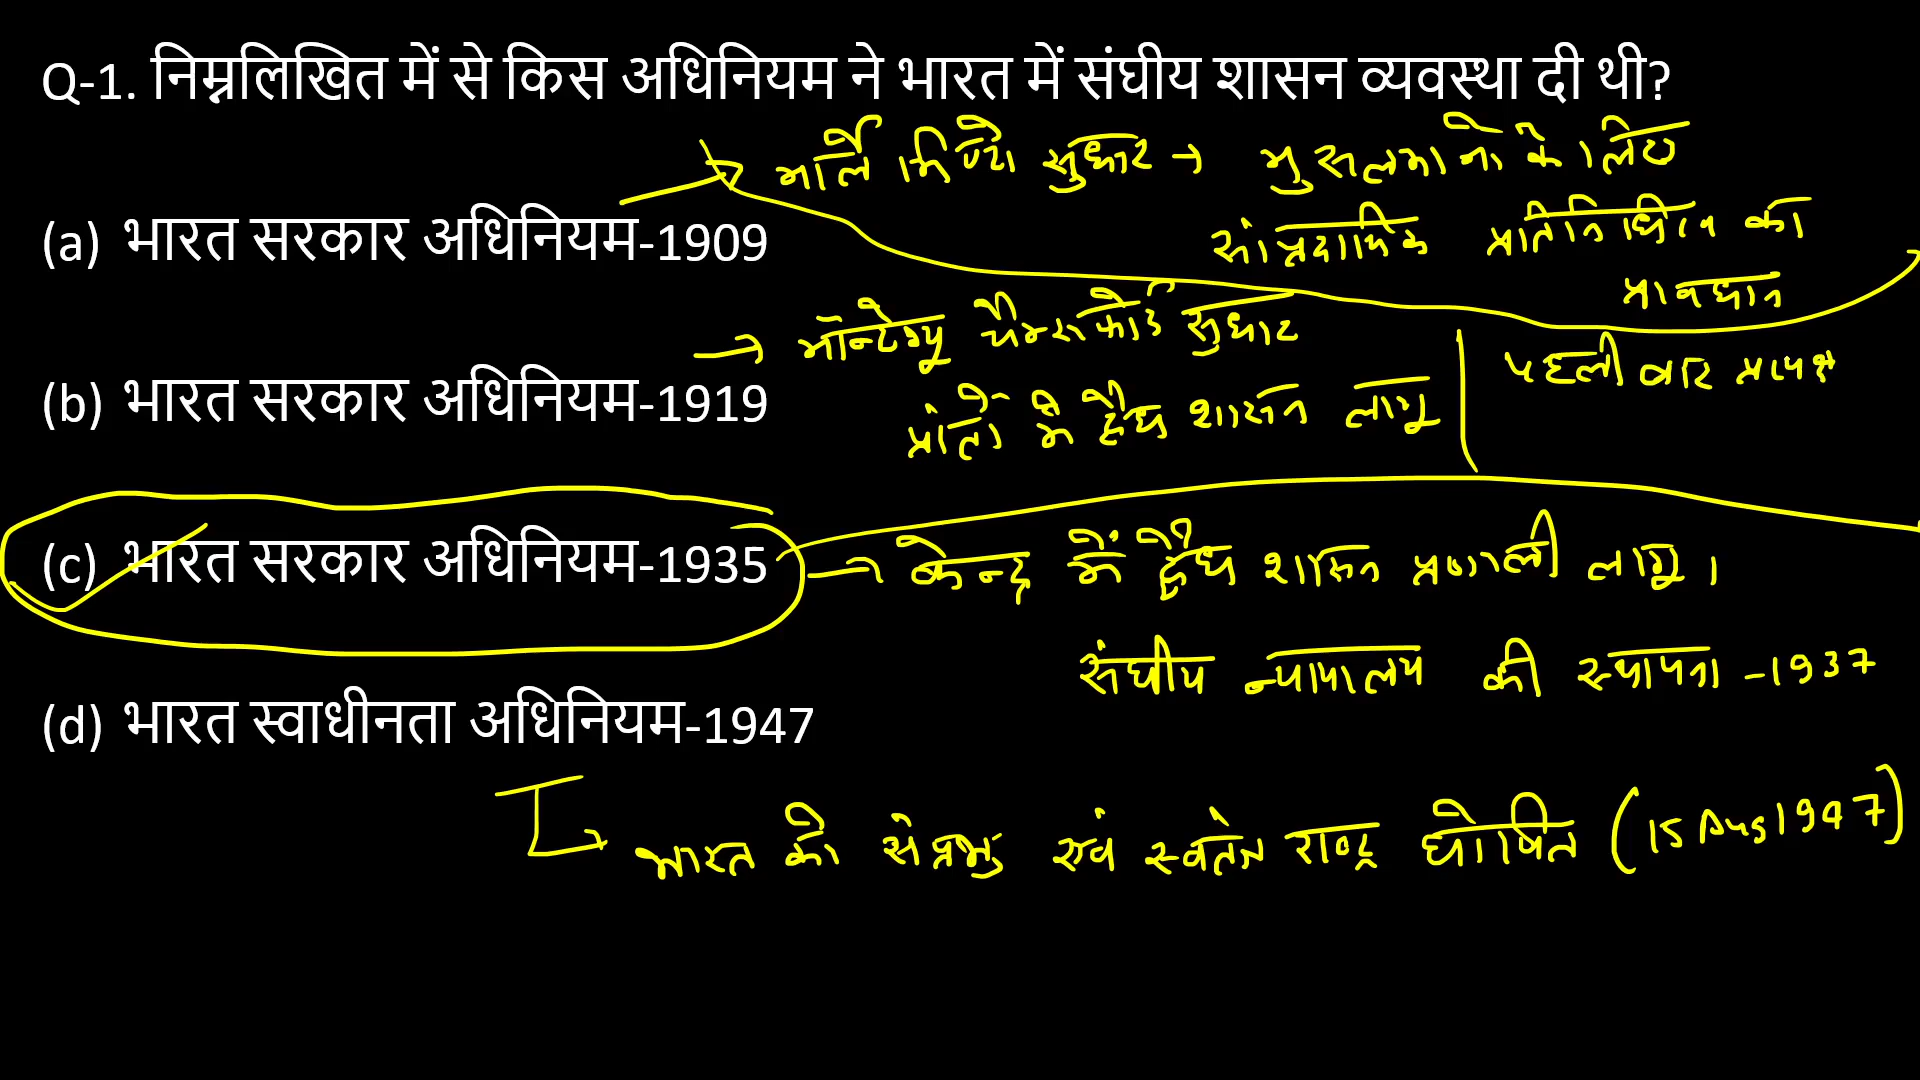 Q-1. निम्नलिखित में से किस अधिनियम ने भारत में संघीय शासन व्यवस्था दी थी?
मार्ले मिण्टो सुधार → मुसलमानो के लिए
(a) भारत सरकार अधिनियम-1909
सांप्रदायिक प्रतिनिधित्व का
प्रावधान
→ मॉन्टेग्यू चैम्सफोर्ड सुधार
पहली बार प्रत्यक्ष
(b) भारत सरकार अधिनियम-1919
प्रांतों में द्वैध शासन लागू
(c) भारत सरकार अधिनियम-1935 → केन्द्र में द्वैध शासन प्रणाली लागू ।
संघीय न्यायालय की स्थापना -1937
(d) भारत स्वाधीनता अधिनियम-1947
भारत को संप्रभु एवं स्वतंत्र राष्ट्र घोषित (15 Aug 1947)